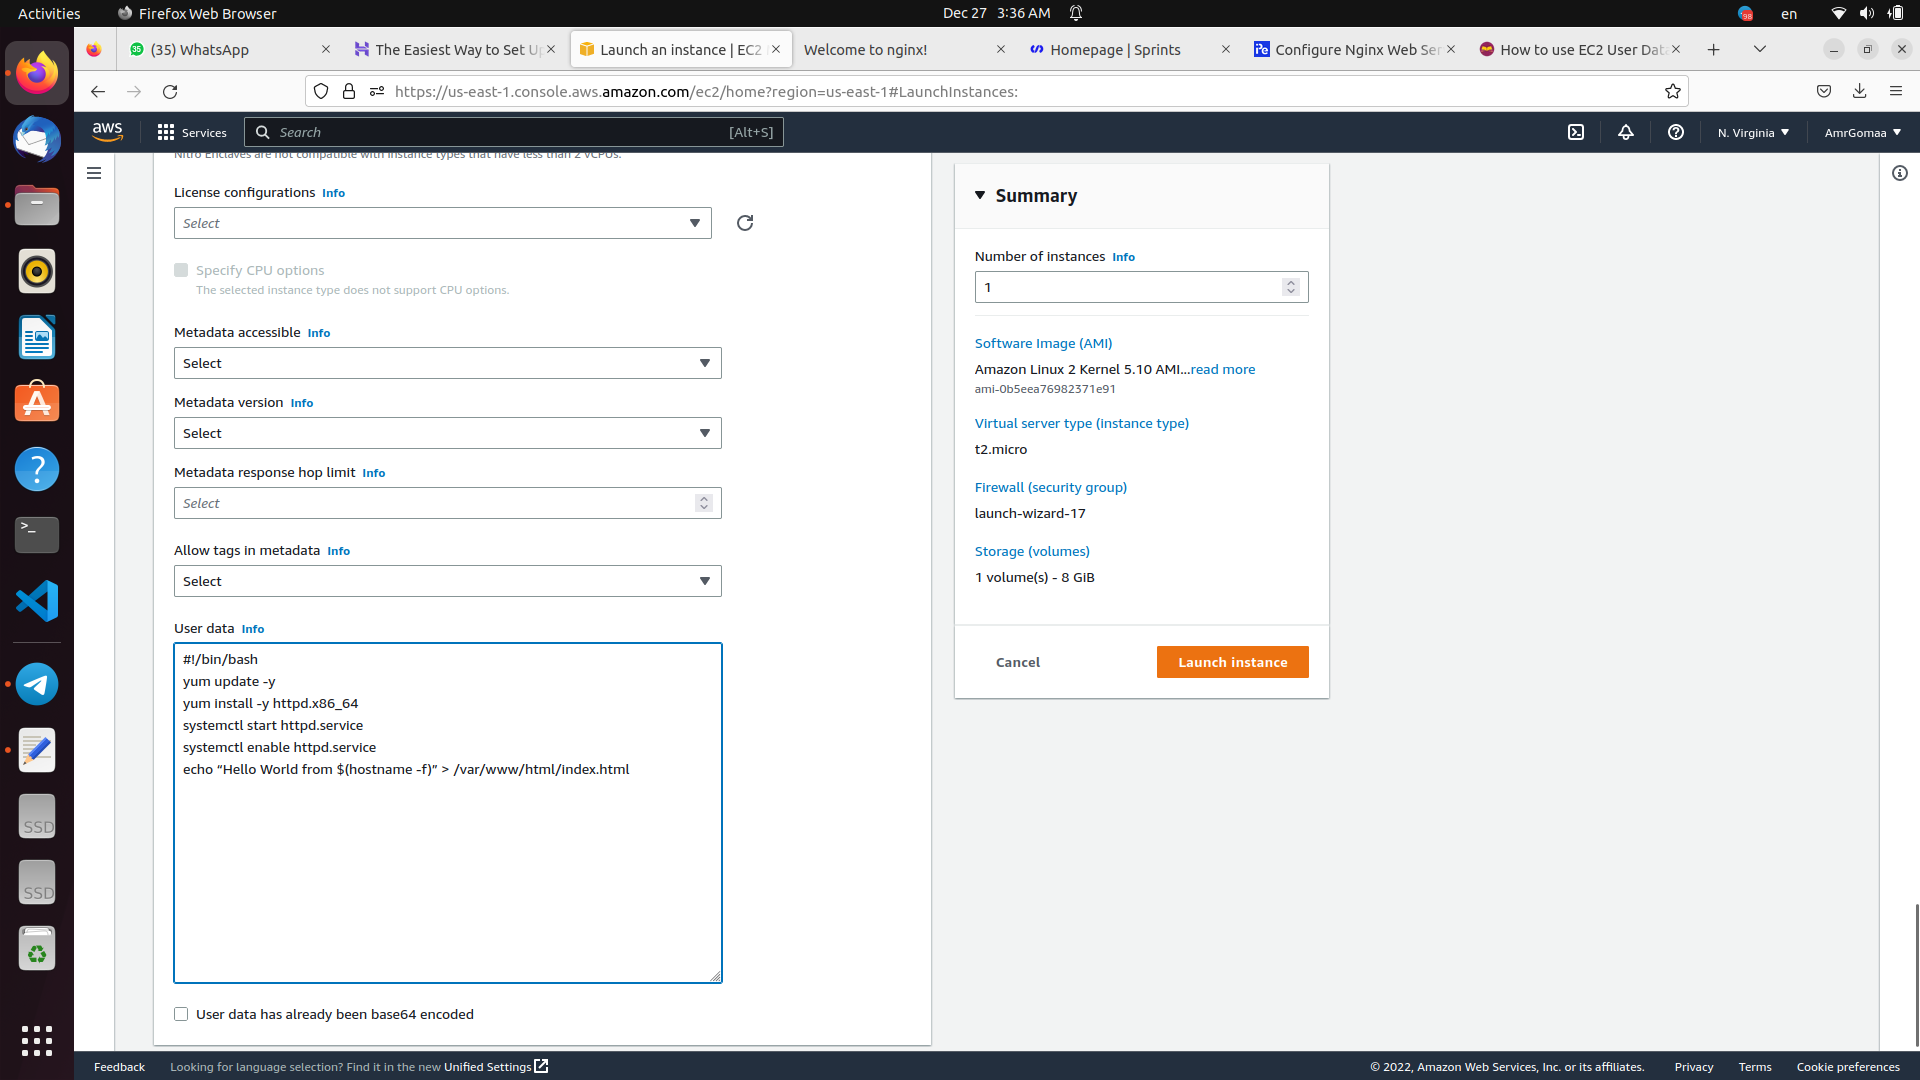 Activities
Firefox Web Browser
Dec 27 3:36 AM
98
en
35
(35) WhatsApp
The Easiest Way to Set Up
Launch an instance | EC2
Welcome to nginx!
Homepage | Sprints
Configure Nginx Web Ser
How to use EC2 User Data
https://us-east-1.console.aws.amazon.com/ec2/home?region=us-east-1#LaunchInstances:
aws
Services
Search
[Alt+S]
N. Virginia
AmrGomaa
Nitro Enclaves are not compatible with instance types that have less than 2 vCPUs.
License configurations Info
Select
Specify CPU options
The selected instance type does not support CPU options.
Metadata accessible Info
Select
Metadata version Info
Select
Metadata response hop limit Info
Select
Allow tags in metadata Info
Select
User data Info
#!/bin/bash
yum update -y
yum install -y httpd.x86_64
systemctl start httpd.service
systemctl enable httpd.service
echo “Hello World from $(hostname -f)” > /var/www/html/index.html
User data has already been base64 encoded
Summary
Number of instances Info
1
Software Image (AMI)
Amazon Linux 2 Kernel 5.10 AMI...read more
ami-0b5eea76982371e91
Virtual server type (instance type)
t2.micro
Firewall (security group)
launch-wizard-17
Storage (volumes)
1 volume(s) - 8 GiB
Cancel
Launch instance
SSD
SSD
Feedback
Looking for language selection? Find it in the new Unified Settings
© 2022, Amazon Web Services, Inc. or its affiliates.
Privacy
Terms
Cookie preferences